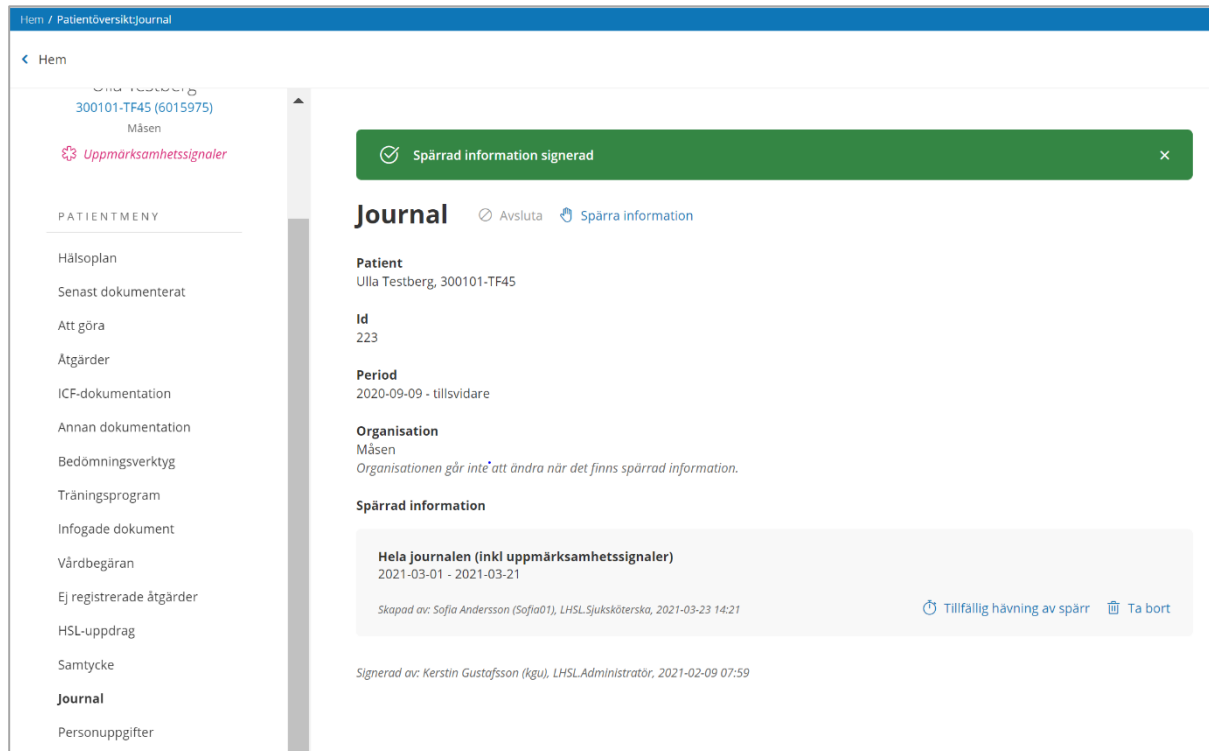 Hem / Patientöversikt:Journal
Hem
Ulla Testberg
300101-TF45 (6015975)
Måsen
Uppmärksamhetssignaler
PATIENTMENY
Hälsoplan
Senast dokumenterat
Att göra
Åtgärder
ICF-dokumentation
Annan dokumentation
Bedömningsverktyg
Träningsprogram
Infogade dokument
Vårdbegäran
Ej registrerade åtgärder
HSL-uppdrag
Samtycke
Journal
Personuppgifter
Spärrad information signerad
Journal Avsluta Spärra information
Patient
Ulla Testberg, 300101-TF45
Id
223
Period
2020-09-09 - tillsvidare
Organisation
Måsen
Organisationen går inte att ändra när det finns spärrad information.
Spärrad information
Hela journalen (inkl uppmärksamhetssignaler)
2021-03-01 - 2021-03-21
Skapad av: Sofia Andersson (Sofia01), LHSL.Sjuksköterska, 2021-03-23 14:21 Tillfällig hävning av spärr Ta bort
Signerad av: Kerstin Gustafsson (kgu), LHSL.Administratör, 2021-02-09 07:59